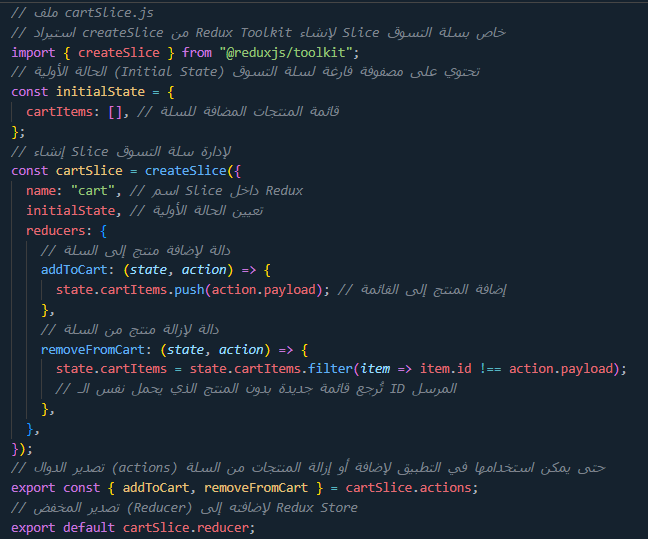 // ملف cartSlice.js
// استيراد createSlice من Redux Toolkit لإنشاء Slice خاص بسلة التسوق
import { createSlice } from "@reduxjs/toolkit";
// الحالة الأولية (Initial State) تحتوي على مصفوفة فارغة لسلة التسوق
const initialState = {
  cartItems: [], // قائمة المنتجات المضافة للسلة
};
// إنشاء Slice لإدارة سلة التسوق
const cartSlice = createSlice({
  name: "cart", // اسم Slice داخل Redux
  initialState, // تعيين الحالة الأولية
  reducers: {
    // دالة لإضافة منتج إلى السلة
    addToCart: (state, action) => {
      state.cartItems.push(action.payload); // إضافة المنتج إلى القائمة
    },
    // دالة لإزالة منتج من السلة
    removeFromCart: (state, action) => {
      state.cartItems = state.cartItems.filter(item => item.id !== action.payload);
      // تُرجع قائمة جديدة بدون المنتج الذي يحمل نفس الـ ID المرسل
    },
  },
});
// تصدير الدوال (actions) حتى يمكن استخدامها في التطبيق لإضافة أو إزالة المنتجات من السلة
export const { addToCart, removeFromCart } = cartSlice.actions;
// تصدير المخفض (Reducer) لإضافته إلى Redux Store
export default cartSlice.reducer;